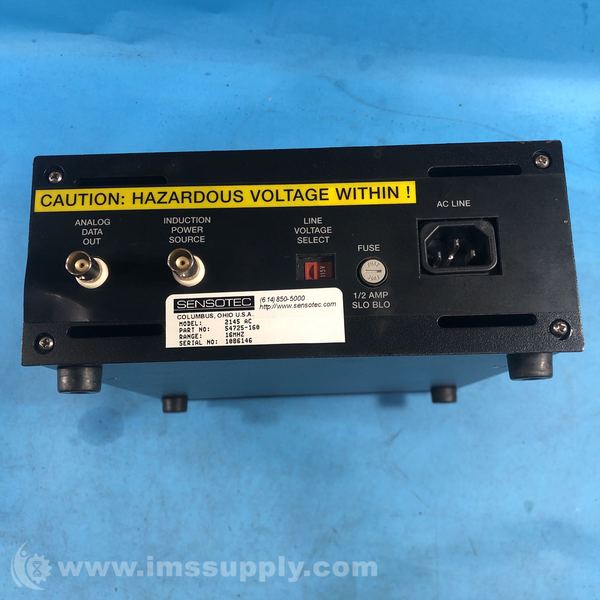 CAUTION: HAZARDOUS VOLTAGE WITHIN !
ANALOG
DATA
OUT
INDUCTION
POWER
SOURCE
LINE
VOLTAGE
SELECT
115V
FUSE
1/2 AMP
SLO BLO
AC LINE
SENSOTEC
(614) 850-5000
http://www.sensotec.com
COLUMBUS, OHIO U.S.A.
MODEL: 2145 AC
PART NO: 54725-160
RANGE: 16MHZ
SERIAL NO: 1086146
www.imssupply.com